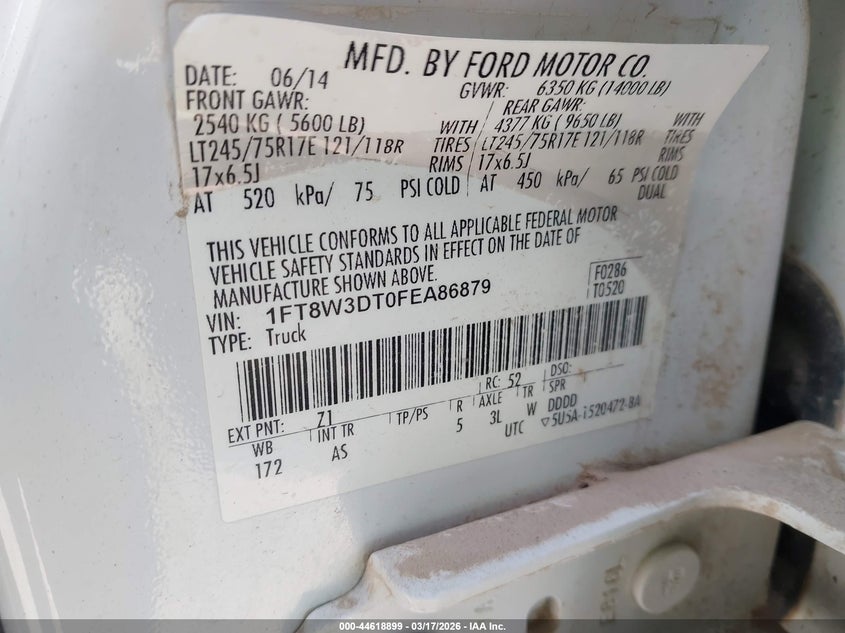 MFD. BY FORD MOTOR CO.
DATE: 06/14
GVWR: 6350 KG (14000 LB)
FRONT GAWR:
REAR GAWR:
2540 KG ( 5600 LB) WITH
4377 KG ( 9650 LB) WITH
LT245/75R17E 121/118R TIRES
LT245/75R17E 121/118R TIRES
17x6.5J RIMS
17x6.5J RIMS
AT 520 kPa/ 75 PSI COLD
AT 450 kPa/ 65 PSI COLD
DUAL
THIS VEHICLE CONFORMS TO ALL APPLICABLE FEDERAL MOTOR
VEHICLE SAFETY STANDARDS IN EFFECT ON THE DATE OF
MANUFACTURE SHOWN ABOVE.
F0286
T0520
VIN: 1FT8W3DT0FEA86879
TYPE: Truck
EXT PNT: Z1
RC: 52
DSO:
WB
INT TR
TP/PS
R
AXLE
TR
SPR
172
AS
5
3L
W
DDDD
UTC
▽5U5A-1520472-BA
000-44618899 - 03/17/2026 - IAA Inc.